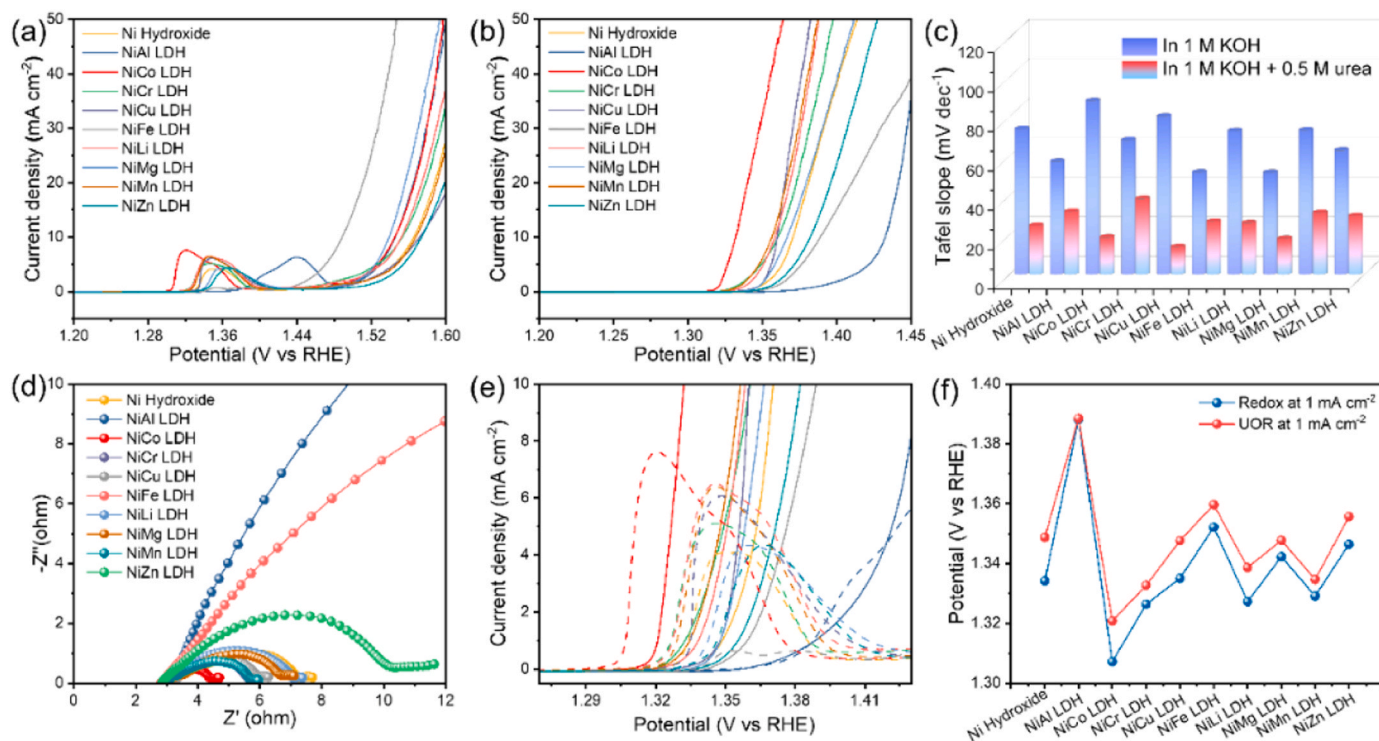 (a)
Current density (mA cm⁻²)
50
40
30
20
10
0
1.20
1.28
1.36
1.44
1.52
1.60
Potential (V vs RHE)
Ni Hydroxide
NiAl LDH
NiCo LDH
NiCr LDH
NiCu LDH
NiFe LDH
NiLi LDH
NiMg LDH
NiMn LDH
NiZn LDH
(b)
Current density (mA cm⁻²)
50
40
30
20
10
0
1.20
1.25
1.30
1.35
1.40
1.45
Potential (V vs RHE)
Ni Hydroxide
NiAl LDH
NiCo LDH
NiCr LDH
NiCu LDH
NiFe LDH
NiLi LDH
NiMg LDH
NiMn LDH
NiZn LDH
(c)
Tafel slope (mV dec⁻¹)
120
100
80
60
40
20
0
In 1 M KOH
In 1 M KOH + 0.5 M urea
Ni Hydroxide
NiAl LDH
NiCo LDH
NiCr LDH
NiCu LDH
NiFe LDH
NiLi LDH
NiMg LDH
NiMn LDH
NiZn LDH
(d)
-Z''(ohm)
10
8
6
4
2
0
0
2
4
6
8
10
12
Z' (ohm)
Ni Hydroxide
NiAl LDH
NiCo LDH
NiCr LDH
NiCu LDH
NiFe LDH
NiLi LDH
NiMg LDH
NiMn LDH
NiZn LDH
(e)
Current density (mA cm⁻²)
10
8
6
4
2
0
1.29
1.32
1.35
1.38
1.41
Potential (V vs RHE)
(f)
Potential (V vs RHE)
1.40
1.38
1.36
1.34
1.32
1.30
Redox at 1 mA cm⁻²
UOR at 1 mA cm⁻²
Ni Hydroxide
NiAl LDH
NiCo LDH
NiCr LDH
NiCu LDH
NiFe LDH
NiLi LDH
NiMg LDH
NiMn LDH
NiZn LDH